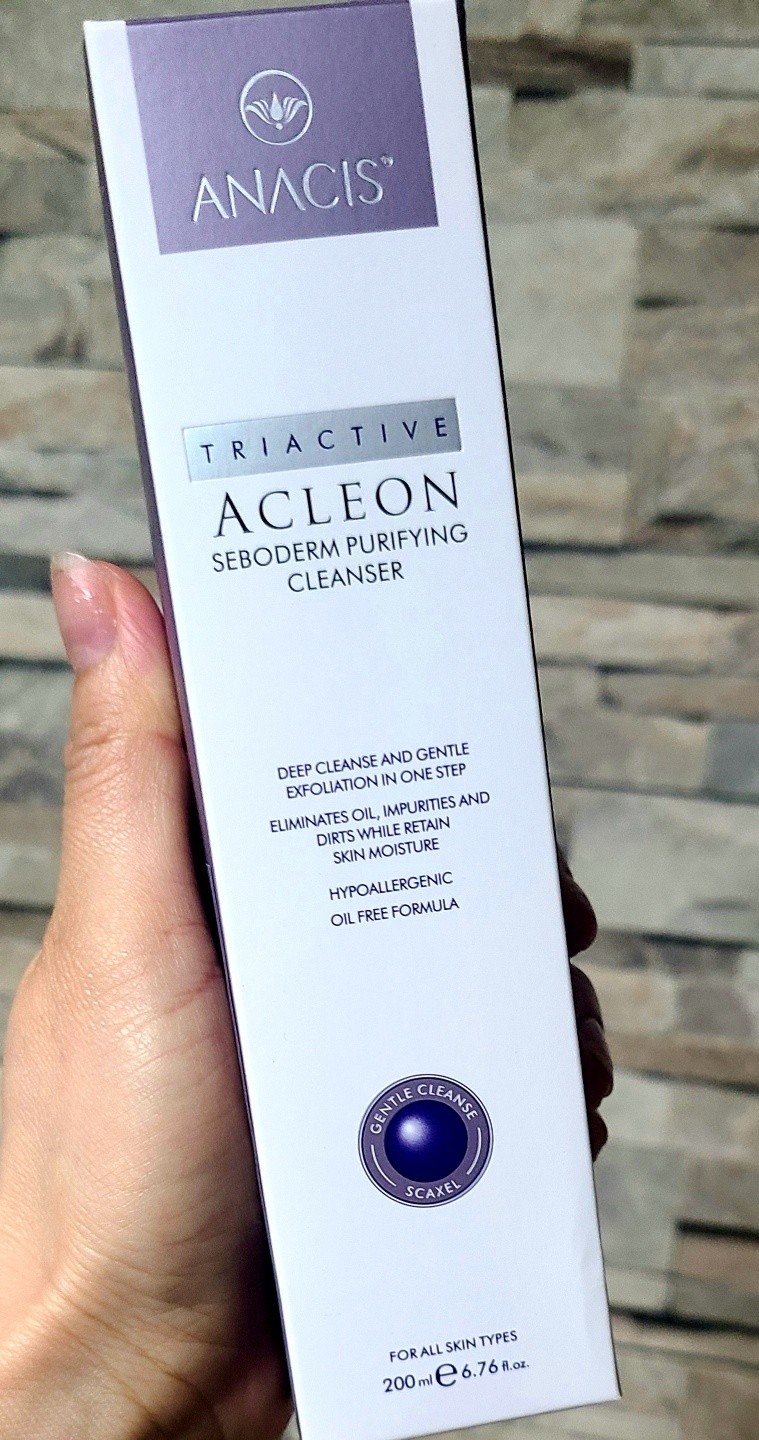 ANACIS
TRIACTIVE
ACLEON
SEBODERM PURIFYING
CLEANSER
DEEP CLEANSE AND GENTLE
EXFOLIATION IN ONE STEP
ELIMINATES OIL, IMPURITIES AND
DIRTS WHILE RETAIN
SKIN MOISTURE
HYPOALLERGENIC
OIL FREE FORMULA
GENTLE CLEANSE
SCAXEL
FOR ALL SKIN TYPES
200 ml ℮ 6.76 fl.oz.